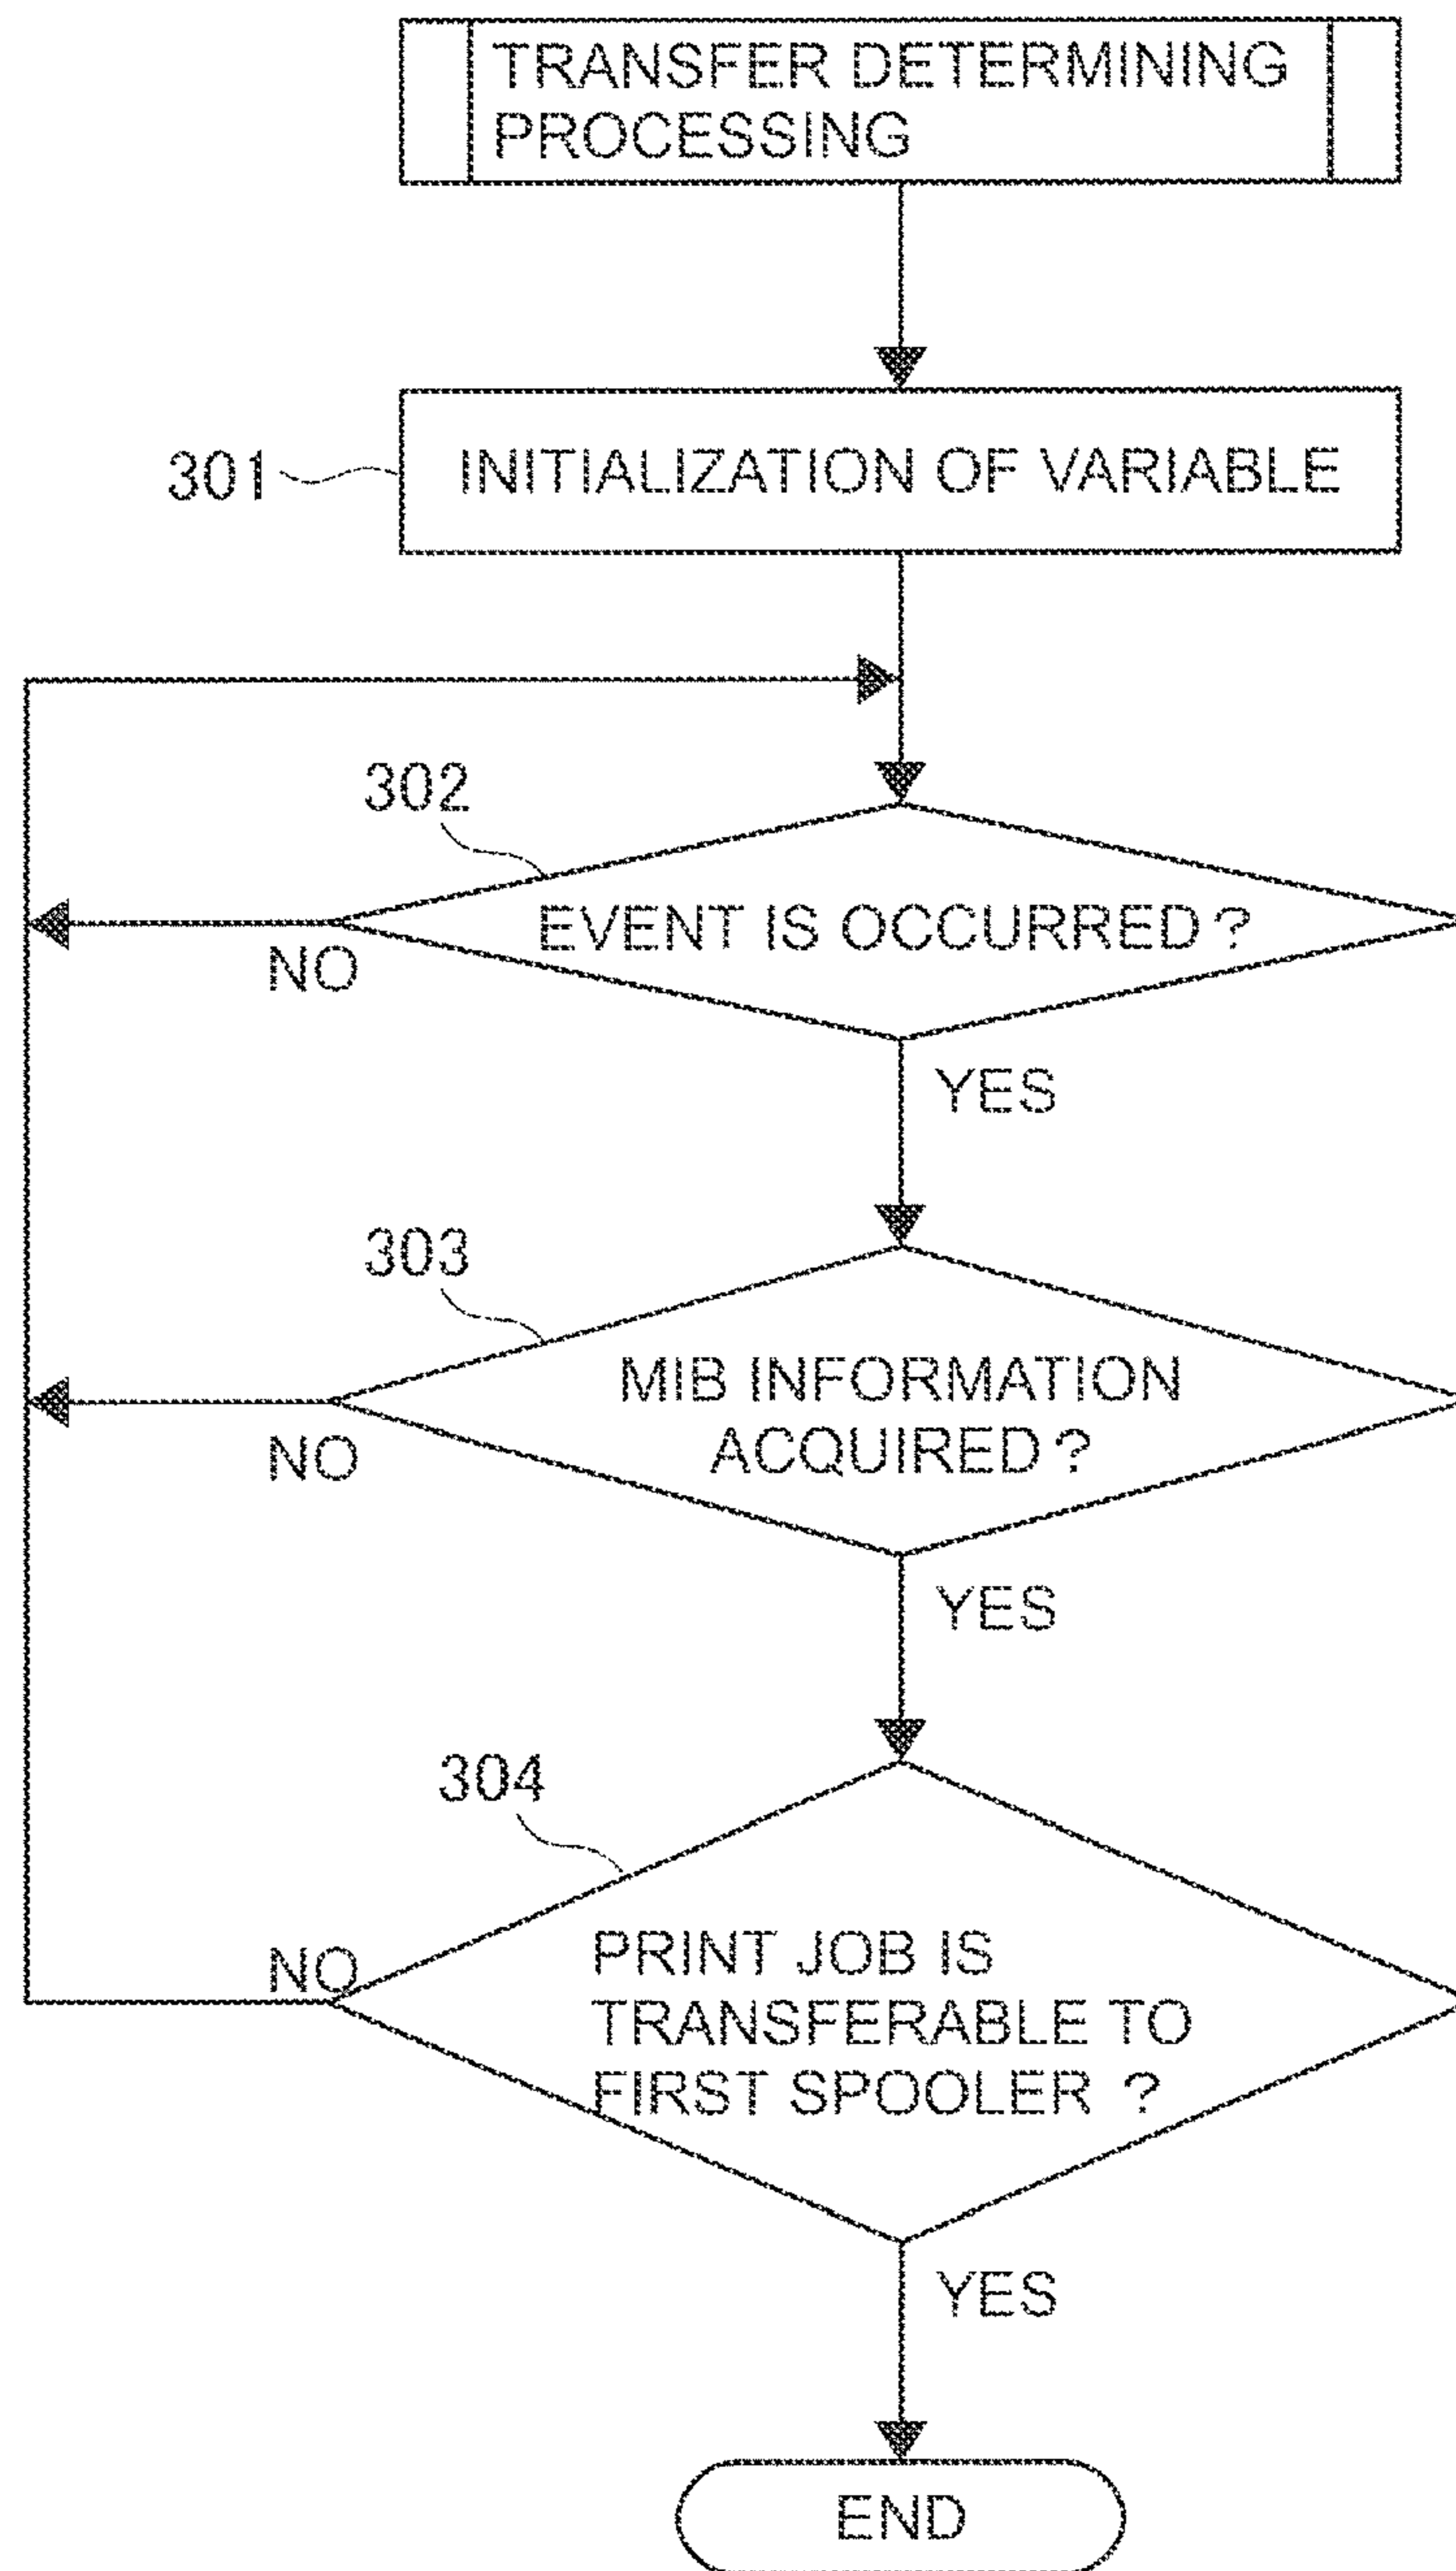 TRANSFER DETERMINING
PROCESSING
301
INITIALIZATION OF VARIABLE
302
EVENT IS OCCURRED?
NO
YES
303
MIB INFORMATION
ACQUIRED?
NO
YES
304
PRINT JOB IS
TRANSFERABLE TO
FIRST SPOOLER ?
NO
YES
END